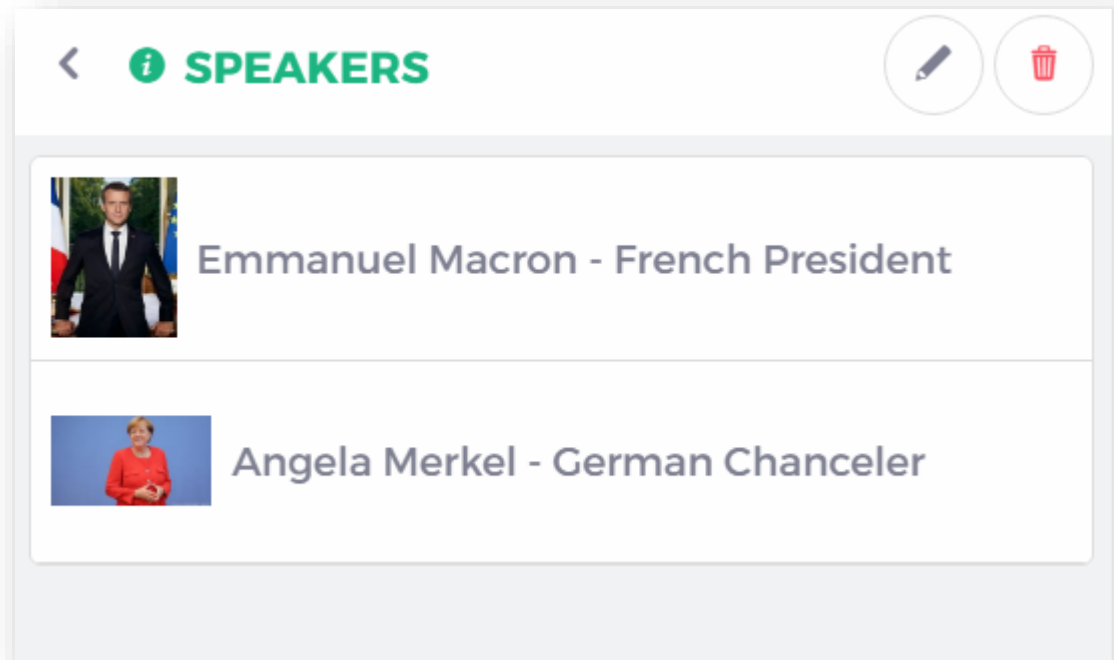 SPEAKERS
Emmanuel Macron - French President
Angela Merkel - German Chanceler